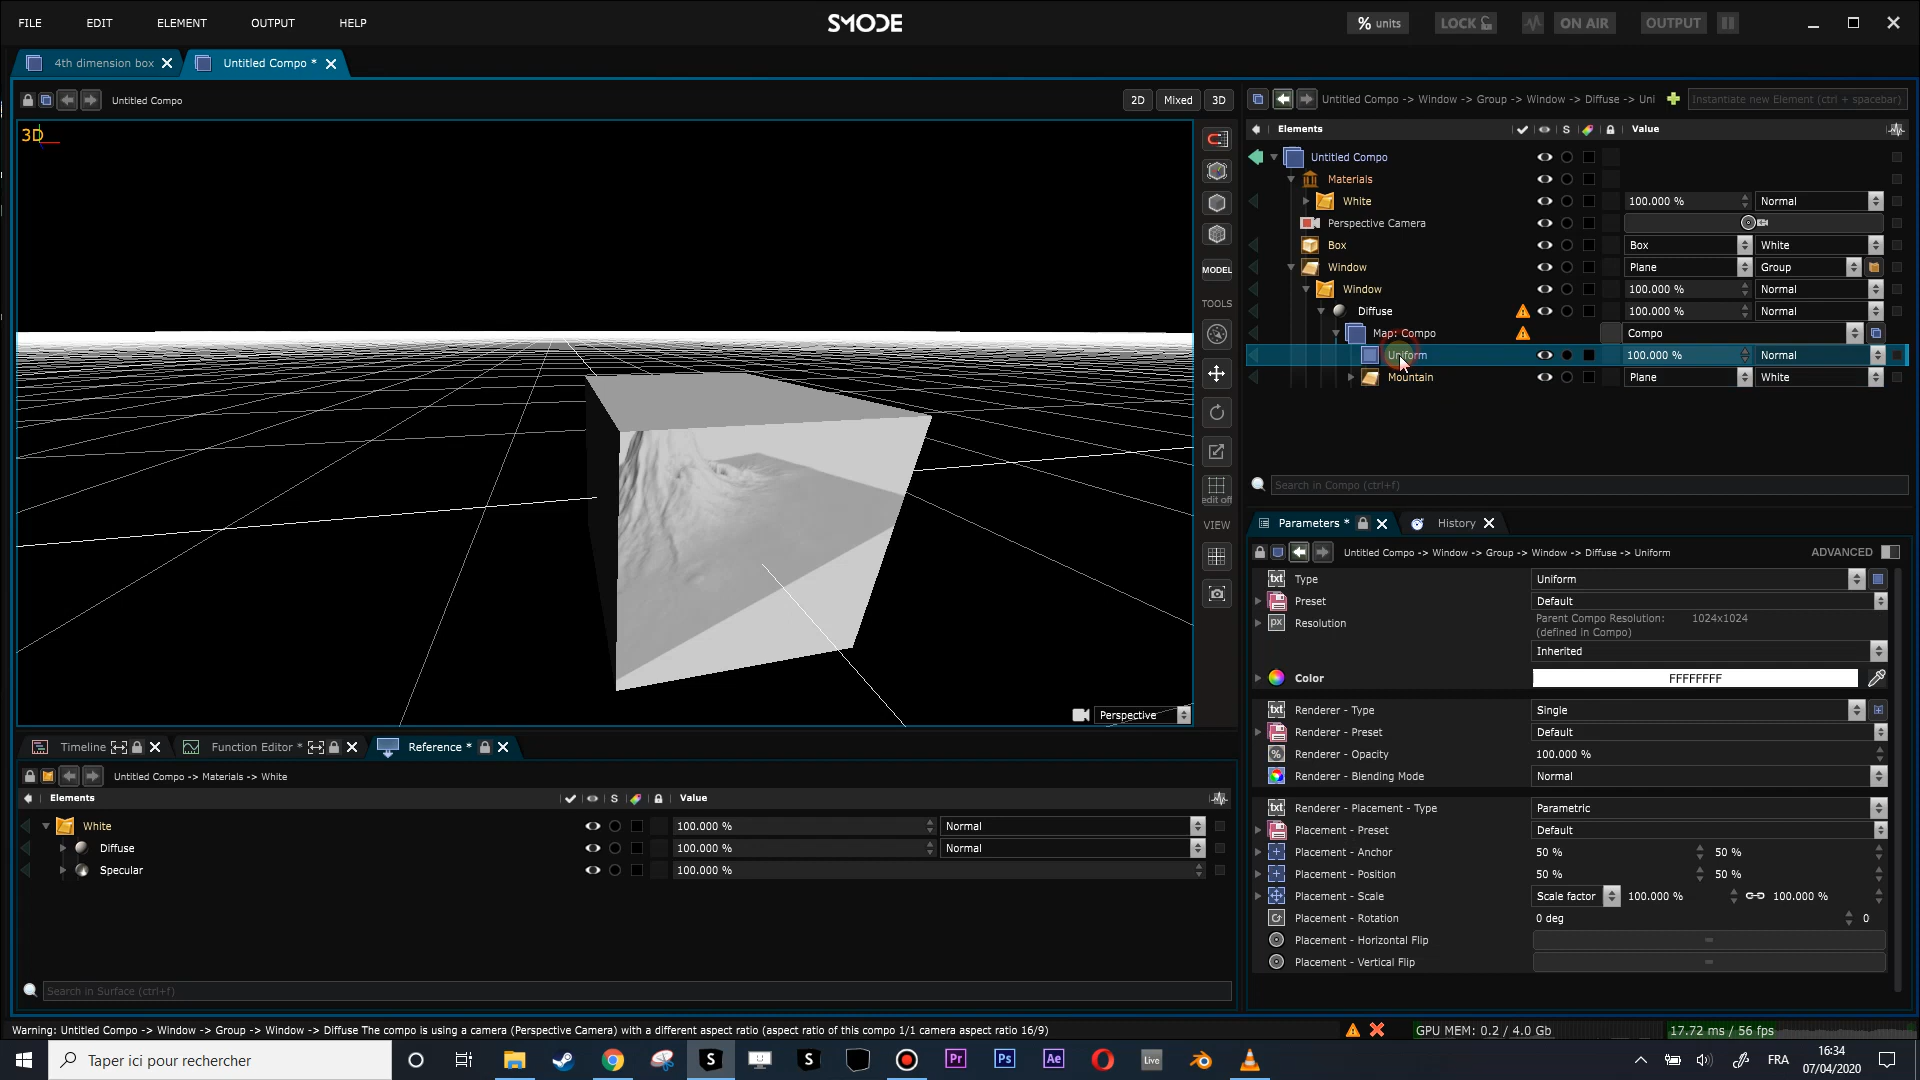 FILE EDIT ELEMENT OUTPUT HELP SMODE % units LOCK ON AIR OUTPUT
4th dimension box Untitled Compo *
Untitled Compo 2D Mixed 3D
Untitled Compo -> Window -> Group -> Window -> Diffuse -> Uni Instantiate new Element (ctrl + spacebar)
3D
Elements Value
Untitled Compo
Materials
White 100.000 % Normal
Perspective Camera
Box Box White
Window Plane Group
Window 100.000 % Normal
Diffuse 100.000 % Normal
Map: Compo Compo
Uniform 100.000 % Normal
Mountain Plane White
Search in Compo (ctrl+f)
MODEL
TOOLS
edit off
VIEW
Perspective
Parameters * History
Untitled Compo -> Window -> Group -> Window -> Diffuse -> Uniform ADVANCED
Type Uniform
Preset Default
Resolution Parent Compo Resolution: 1024x1024
(defined in Compo)
Inherited
Color FFFFFFFF
Renderer - Type Single
Renderer - Preset Default
Renderer - Opacity 100.000 %
Renderer - Blending Mode Normal
Renderer - Placement - Type Parametric
Placement - Preset Default
Placement - Anchor 50 % 50 %
Placement - Position 50 % 50 %
Placement - Scale Scale factor 100.000 % 100.000 %
Placement - Rotation 0 deg 0
Placement - Horizontal Flip
Placement - Vertical Flip
Timeline Function Editor * Reference *
Untitled Compo -> Materials -> White
Elements Value
White 100.000 % Normal
Diffuse 100.000 % Normal
Specular 100.000 %
Search in Surface (ctrl+f)
Warning: Untitled Compo -> Window -> Group -> Window -> Diffuse The compo is using a camera (Perspective Camera) with a different aspect ratio (aspect ratio of this compo 1/1 camera aspect ratio 16/9)
GPU MEM: 0.2 / 4.0 Gb 17.72 ms / 56 fps
Taper ici pour rechercher
Pr Ps Ae Live
FRA 16:34
07/04/2020